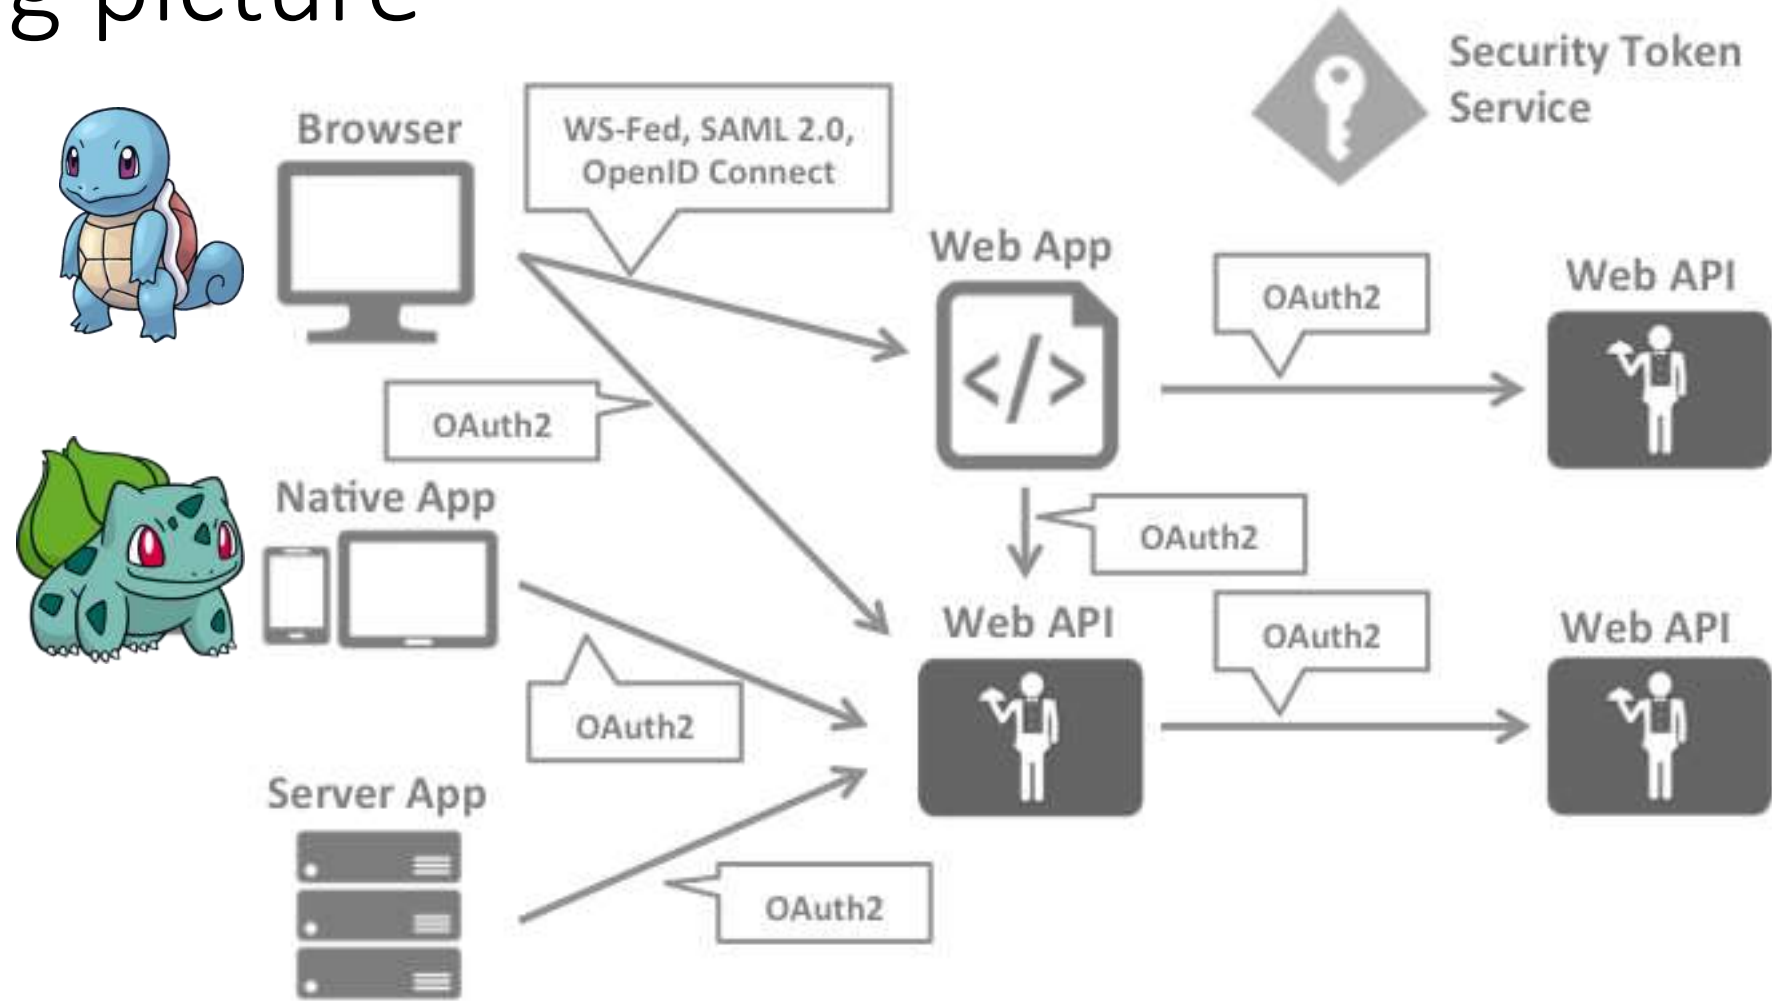 g picture
Security Token
Service
Browser
WS-Fed, SAML 2.0,
OpenID Connect
Web App
OAuth2
Web API
OAuth2
Native App
OAuth2
Web API
OAuth2
Web API
OAuth2
Server App
OAuth2